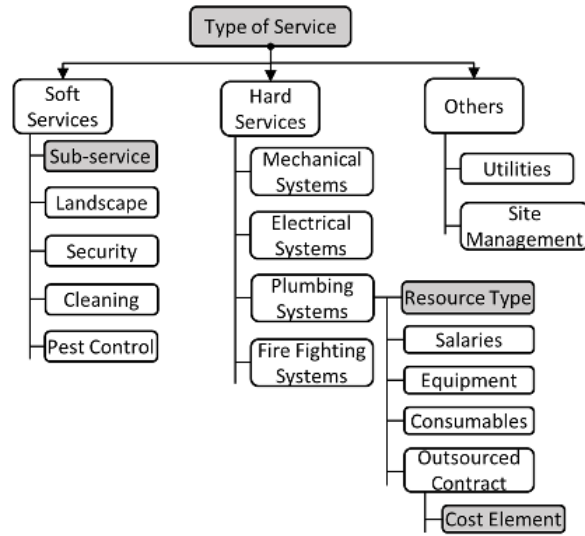 Type of Service
Soft
Services
Sub-service
Landscape
Security
Cleaning
Pest Control
Hard
Services
Mechanical
Systems
Electrical
Systems
Plumbing
Systems
Fire Fighting
Systems
Resource Type
Salaries
Equipment
Consumables
Outsourced
Contract
Cost Element
Others
Utilities
Site
Management